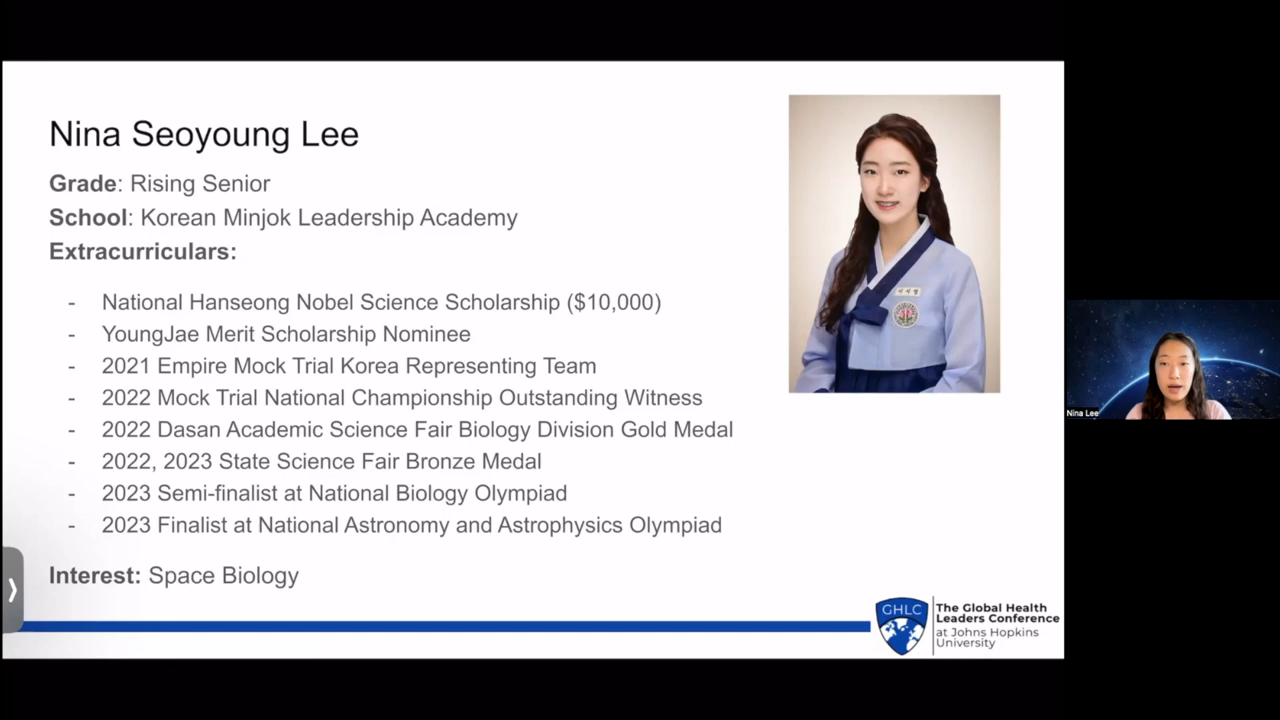 Nina Seoyoung Lee
Grade: Rising Senior
School: Korean Minjok Leadership Academy
Extracurriculars:
- National Hanseong Nobel Science Scholarship ($10,000)
- YoungJae Merit Scholarship Nominee
- 2021 Empire Mock Trial Korea Representing Team
- 2022 Mock Trial National Championship Outstanding Witness
- 2022 Dasan Academic Science Fair Biology Division Gold Medal
- 2022, 2023 State Science Fair Bronze Medal
- 2023 Semi-finalist at National Biology Olympiad
- 2023 Finalist at National Astronomy and Astrophysics Olympiad
Interest: Space Biology
GHLC
The Global Health
Leaders Conference
at Johns Hopkins
University
Nina Lee